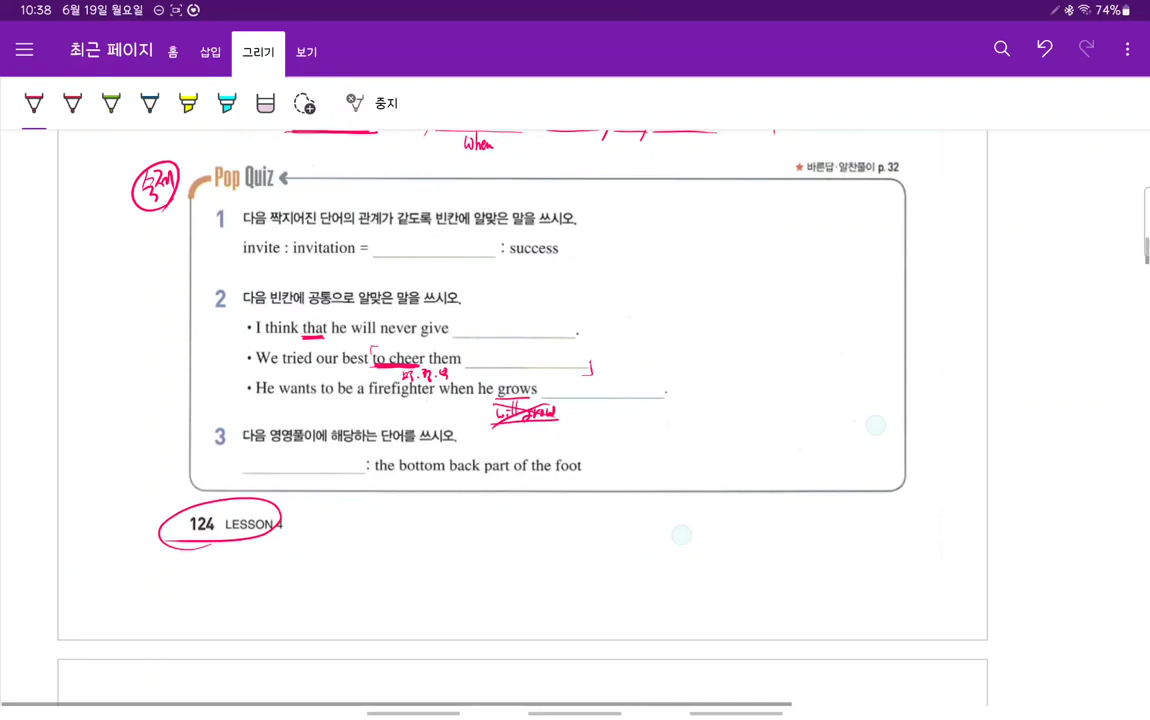 10:38 6월 19일 월요일 74%
최근 페이지 홈 삽입 그리기 보기
중지
when
숙제
Pop Quiz
★ 바른답·알찬풀이 p. 32
1 다음 짝지어진 단어의 관계가 같도록 빈칸에 알맞은 말을 쓰시오.
invite : invitation = ____________ : success
2 다음 빈칸에 공통으로 알맞은 말을 쓰시오.
• I think that he will never give ____________.
• We tried our best to cheer them ____________
• He wants to be a firefighter when he grows ____________.
will grow
3 다음 영영풀이에 해당하는 단어를 쓰시오.
____________ : the bottom back part of the foot
124 LESSON 4